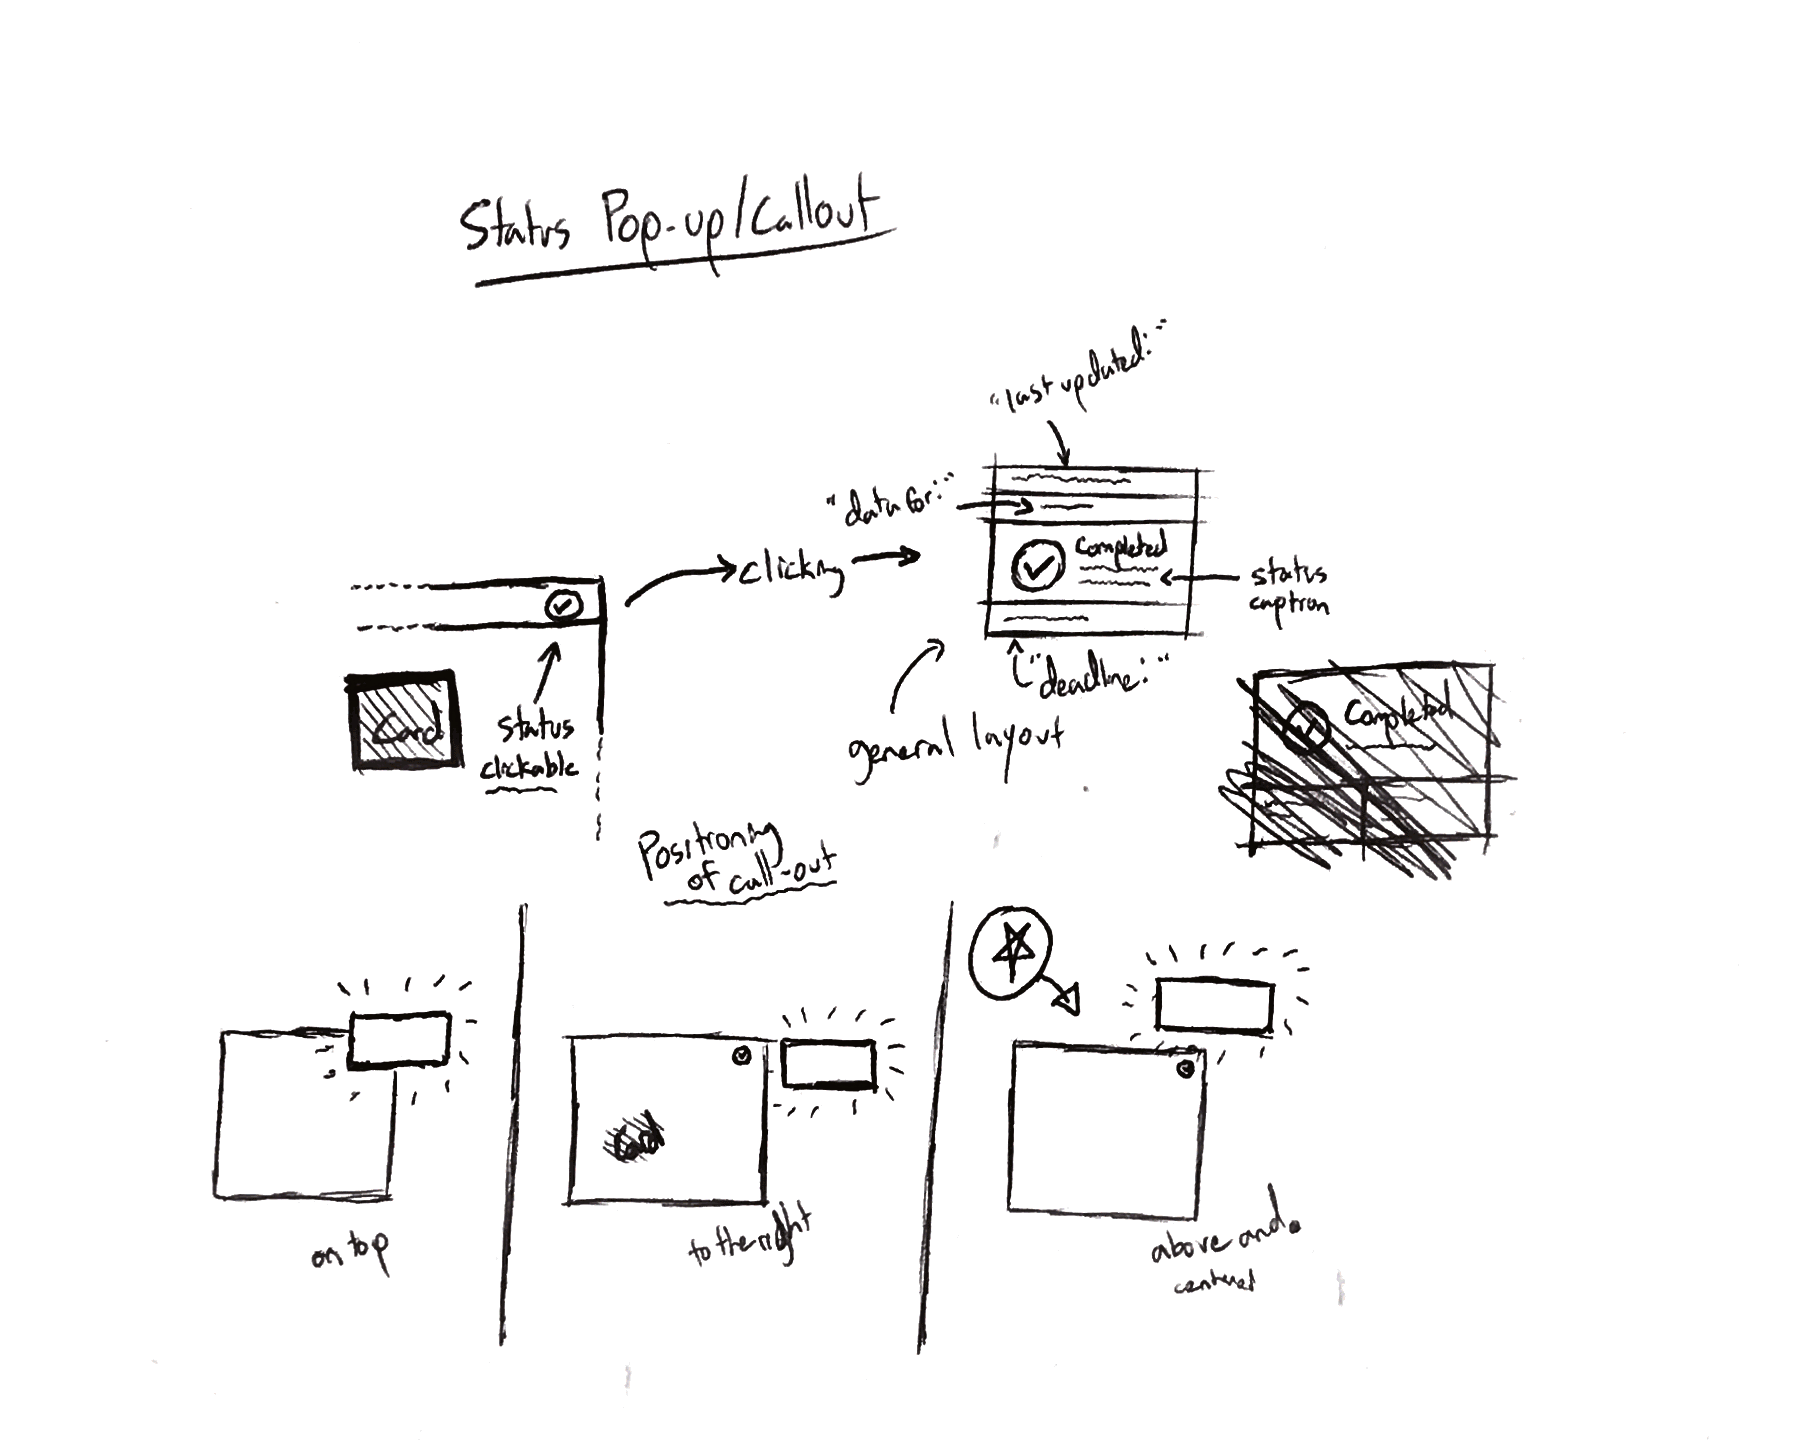 Status Pop-up/Callout
"last updated:"
"data for:"
clicking
Completed
status
caption
"deadline:"
general layout
Card
status
clickable
Completed
Positioning
of call-out
Card
on top
to the right
above and
centered